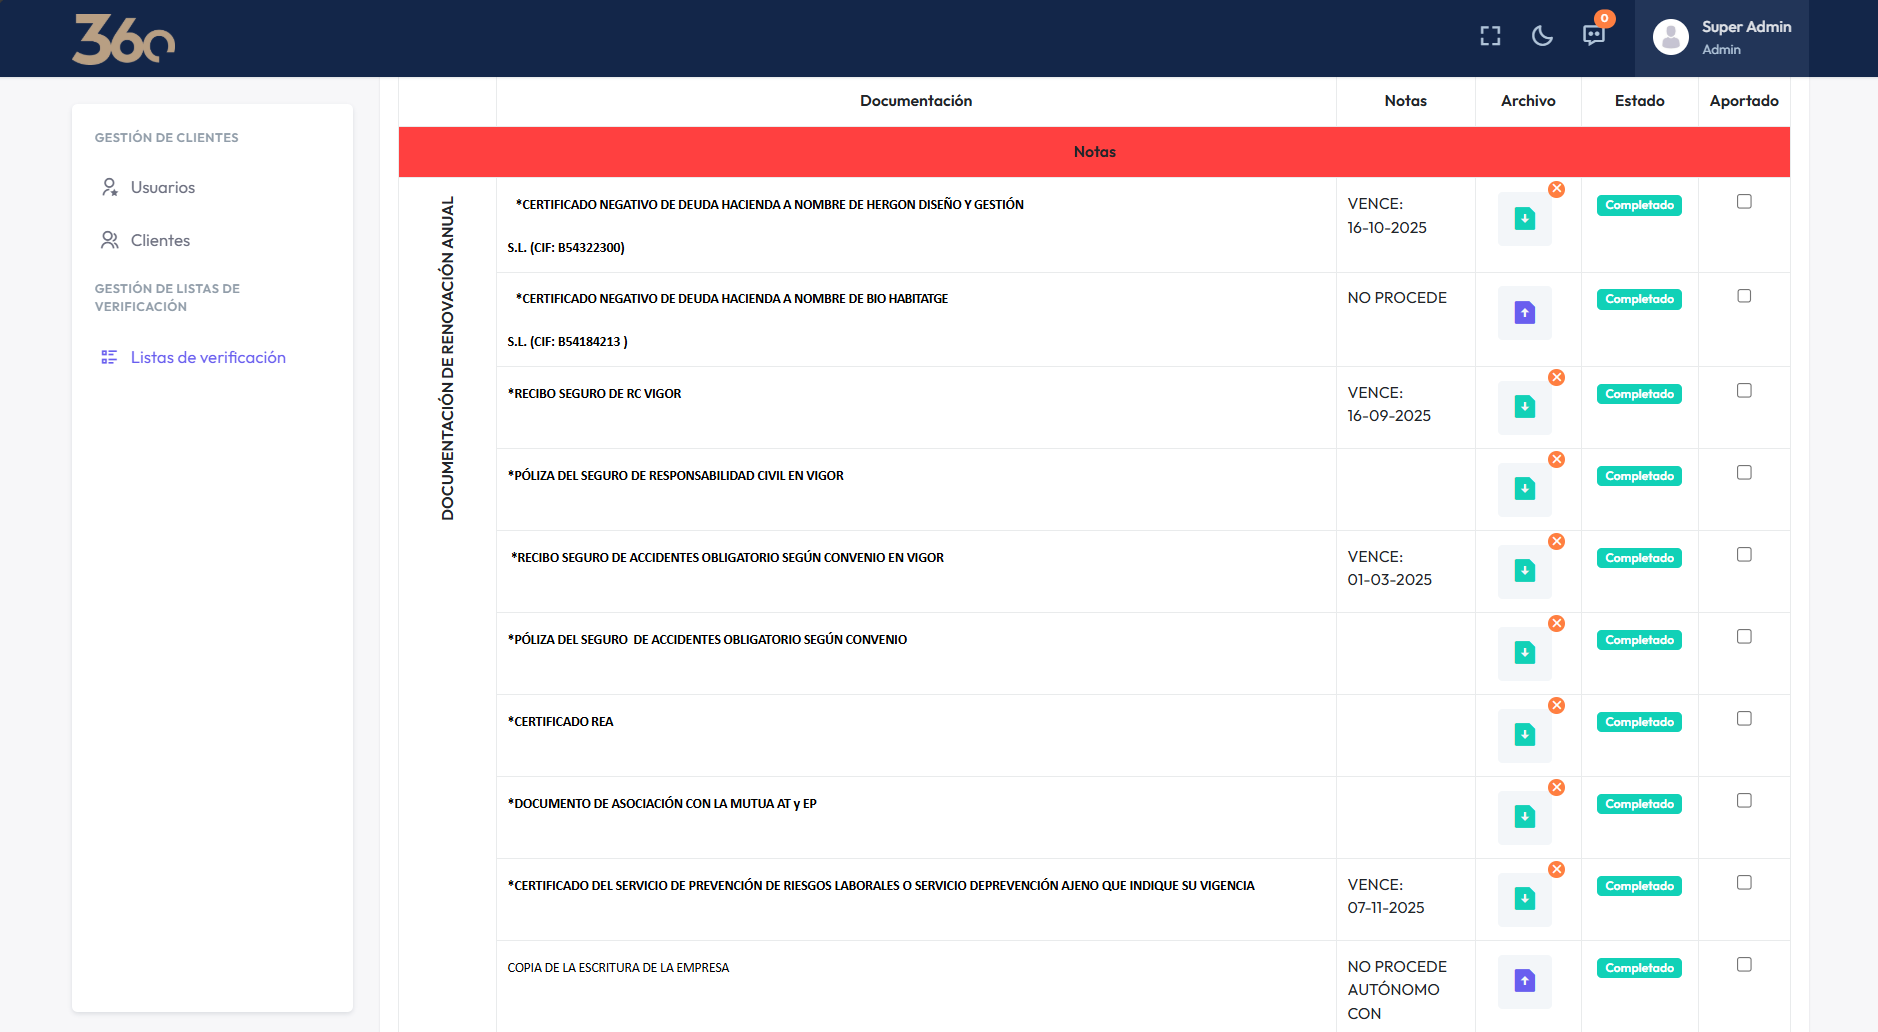 360
0
Super Admin
Admin
GESTIÓN DE CLIENTES
Usuarios
Clientes
GESTIÓN DE LISTAS DE
VERIFICACIÓN
Listas de verificación
Documentación Notas Archivo Estado Aportado
Notas
DOCUMENTACIÓN DE RENOVACIÓN ANUAL
*CERTIFICADO NEGATIVO DE DEUDA HACIENDA A NOMBRE DE HERGON DISEÑO Y GESTIÓN
S.L. (CIF: B54322300)
VENCE:
16-10-2025
Completado
*CERTIFICADO NEGATIVO DE DEUDA HACIENDA A NOMBRE DE BIO HABITATGE
S.L. (CIF: B54184213 )
NO PROCEDE
Completado
*RECIBO SEGURO DE RC VIGOR
VENCE:
16-09-2025
Completado
*PÓLIZA DEL SEGURO DE RESPONSABILIDAD CIVIL EN VIGOR
Completado
*RECIBO SEGURO DE ACCIDENTES OBLIGATORIO SEGÚN CONVENIO EN VIGOR
VENCE:
01-03-2025
Completado
*PÓLIZA DEL SEGURO DE ACCIDENTES OBLIGATORIO SEGÚN CONVENIO
Completado
*CERTIFICADO REA
Completado
*DOCUMENTO DE ASOCIACIÓN CON LA MUTUA AT y EP
Completado
*CERTIFICADO DEL SERVICIO DE PREVENCIÓN DE RIESGOS LABORALES O SERVICIO DEPREVENCIÓN AJENO QUE INDIQUE SU VIGENCIA
VENCE:
07-11-2025
Completado
COPIA DE LA ESCRITURA DE LA EMPRESA
NO PROCEDE
AUTÓNOMO
CON
Completado